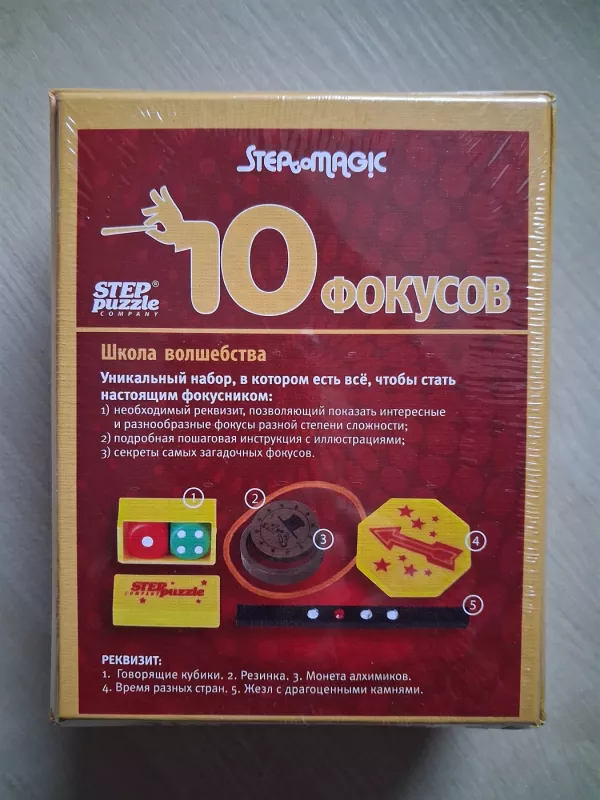 STEPtoMAGIC
10 ФОКУСОВ
STEP®
puzzle
COMPANY
Школа волшебства
Уникальный набор, в котором есть всё, чтобы стать
настоящим фокусником:
1) необходимый реквизит, позволяющий показать интересные
и разнообразные фокусы разной степени сложности;
2) подробная пошаговая инструкция с иллюстрациями;
3) секреты самых загадочных фокусов.
1
2
3
4
STEPpuzzle
COMPANY
5
РЕКВИЗИТ:
1. Говорящие кубики. 2. Резинка. 3. Монета алхимиков.
4. Время разных стран. 5. Жезл с драгоценными камнями.